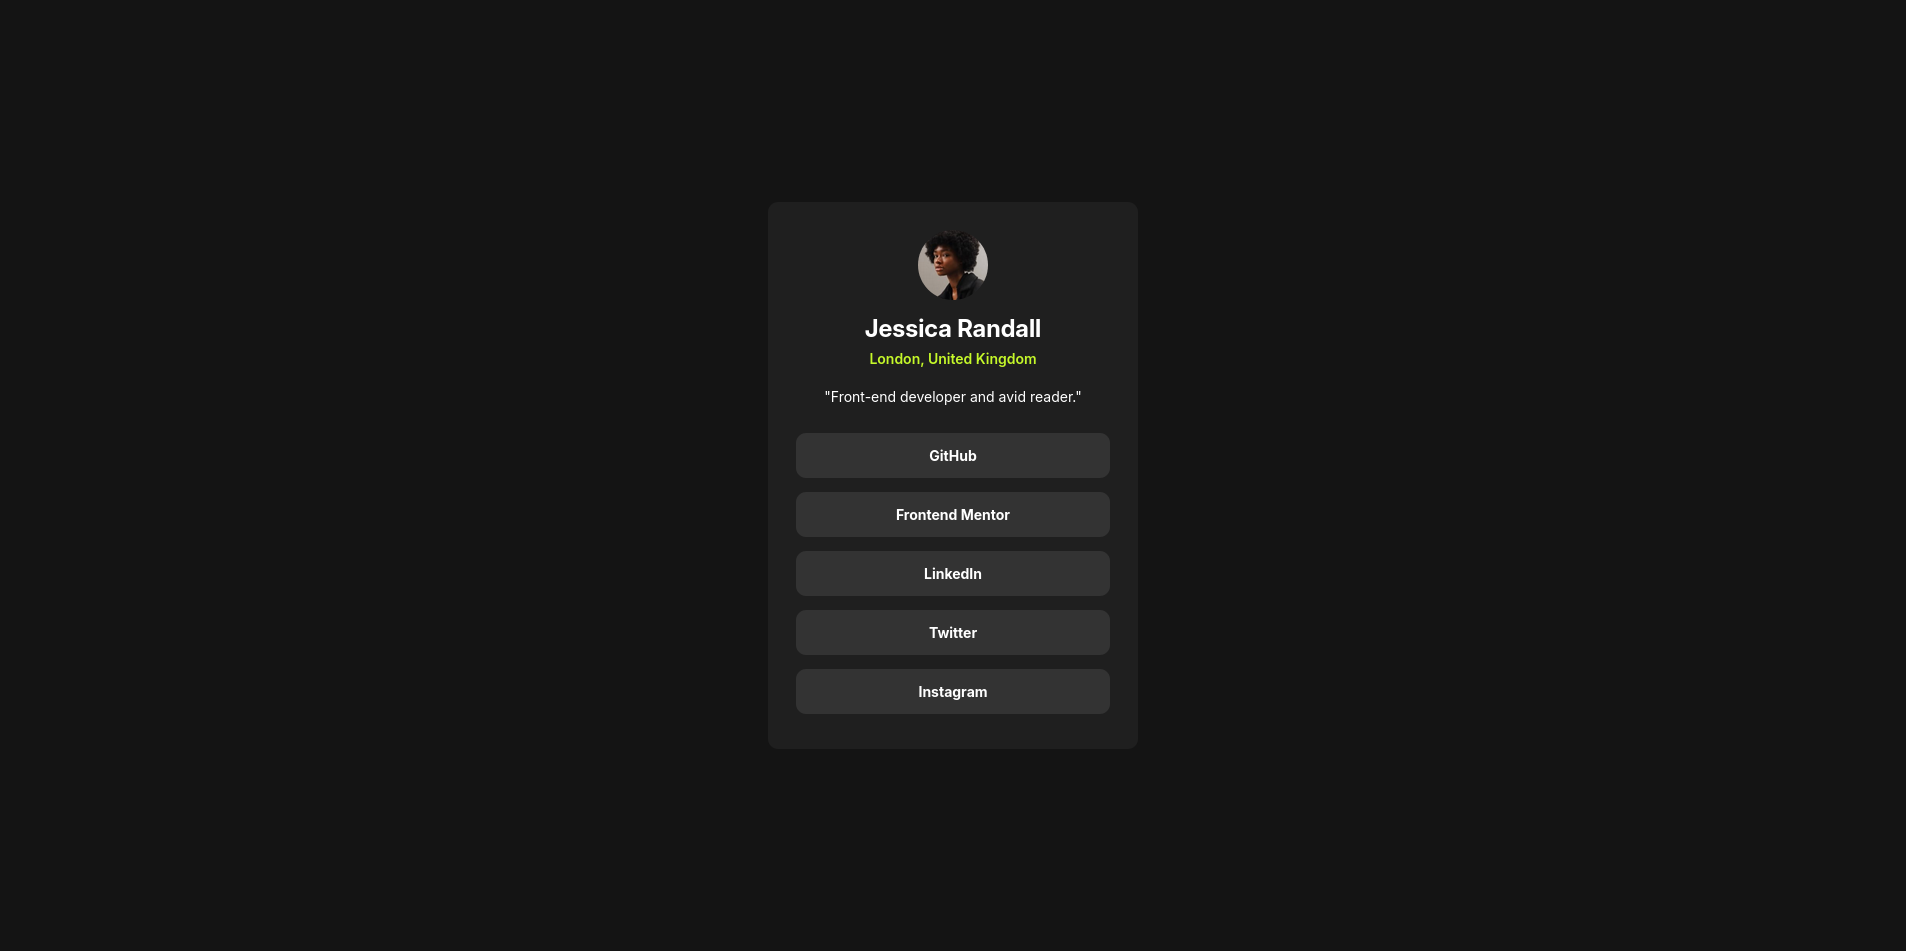 Jessica Randall
London, United Kingdom
"Front-end developer and avid reader."
GitHub
Frontend Mentor
LinkedIn
Twitter
Instagram